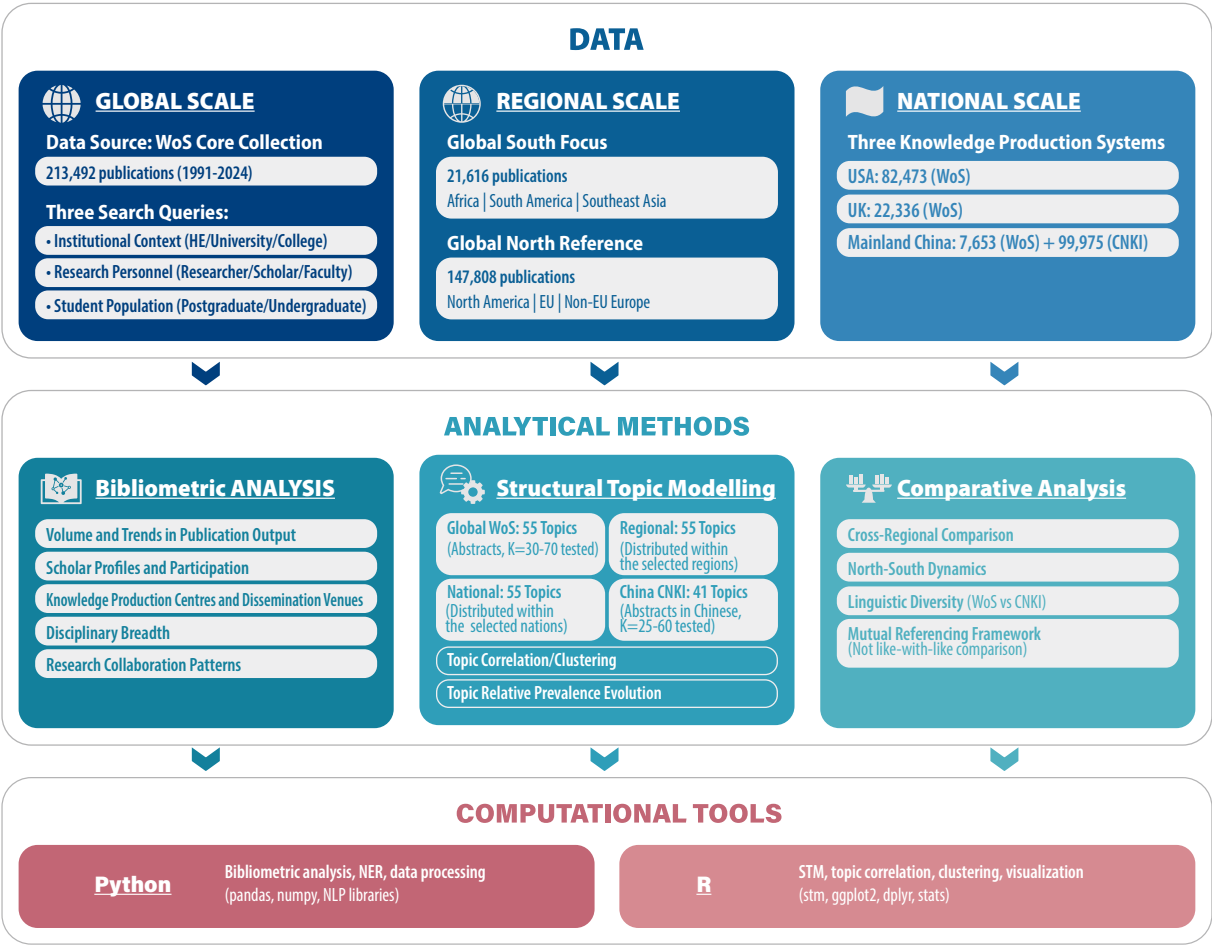 DATA
GLOBAL SCALE
Data Source: WoS Core Collection
213,492 publications (1991-2024)
Three Search Queries:
• Institutional Context (HE/University/College)
• Research Personnel (Researcher/Scholar/Faculty)
• Student Population (Postgraduate/Undergraduate)
REGIONAL SCALE
Global South Focus
21,616 publications
Africa | South America | Southeast Asia
Global North Reference
147,808 publications
North America | EU | Non-EU Europe
NATIONAL SCALE
Three Knowledge Production Systems
USA: 82,473 (WoS)
UK: 22,336 (WoS)
Mainland China: 7,653 (WoS) + 99,975 (CNKI)
ANALYTICAL METHODS
Bibliometric ANALYSIS
Volume and Trends in Publication Output
Scholar Profiles and Participation
Knowledge Production Centres and Dissemination Venues
Disciplinary Breadth
Research Collaboration Patterns
Structural Topic Modelling
Global WoS: 55 Topics
(Abstracts, K=30-70 tested)
Regional: 55 Topics
(Distributed within
the selected regions)
National: 55 Topics
(Distributed within
the selected nations)
China CNKI: 41 Topics
(Abstracts in Chinese,
K=25-60 tested)
Topic Correlation/Clustering
Topic Relative Prevalence Evolution
Comparative Analysis
Cross-Regional Comparison
North-South Dynamics
Linguistic Diversity (WoS vs CNKI)
Mutual Referencing Framework
(Not like-with-like comparison)
COMPUTATIONAL TOOLS
Python
Bibliometric analysis, NER, data processing
(pandas, numpy, NLP libraries)
R
STM, topic correlation, clustering, visualization
(stm, ggplot2, dplyr, stats)